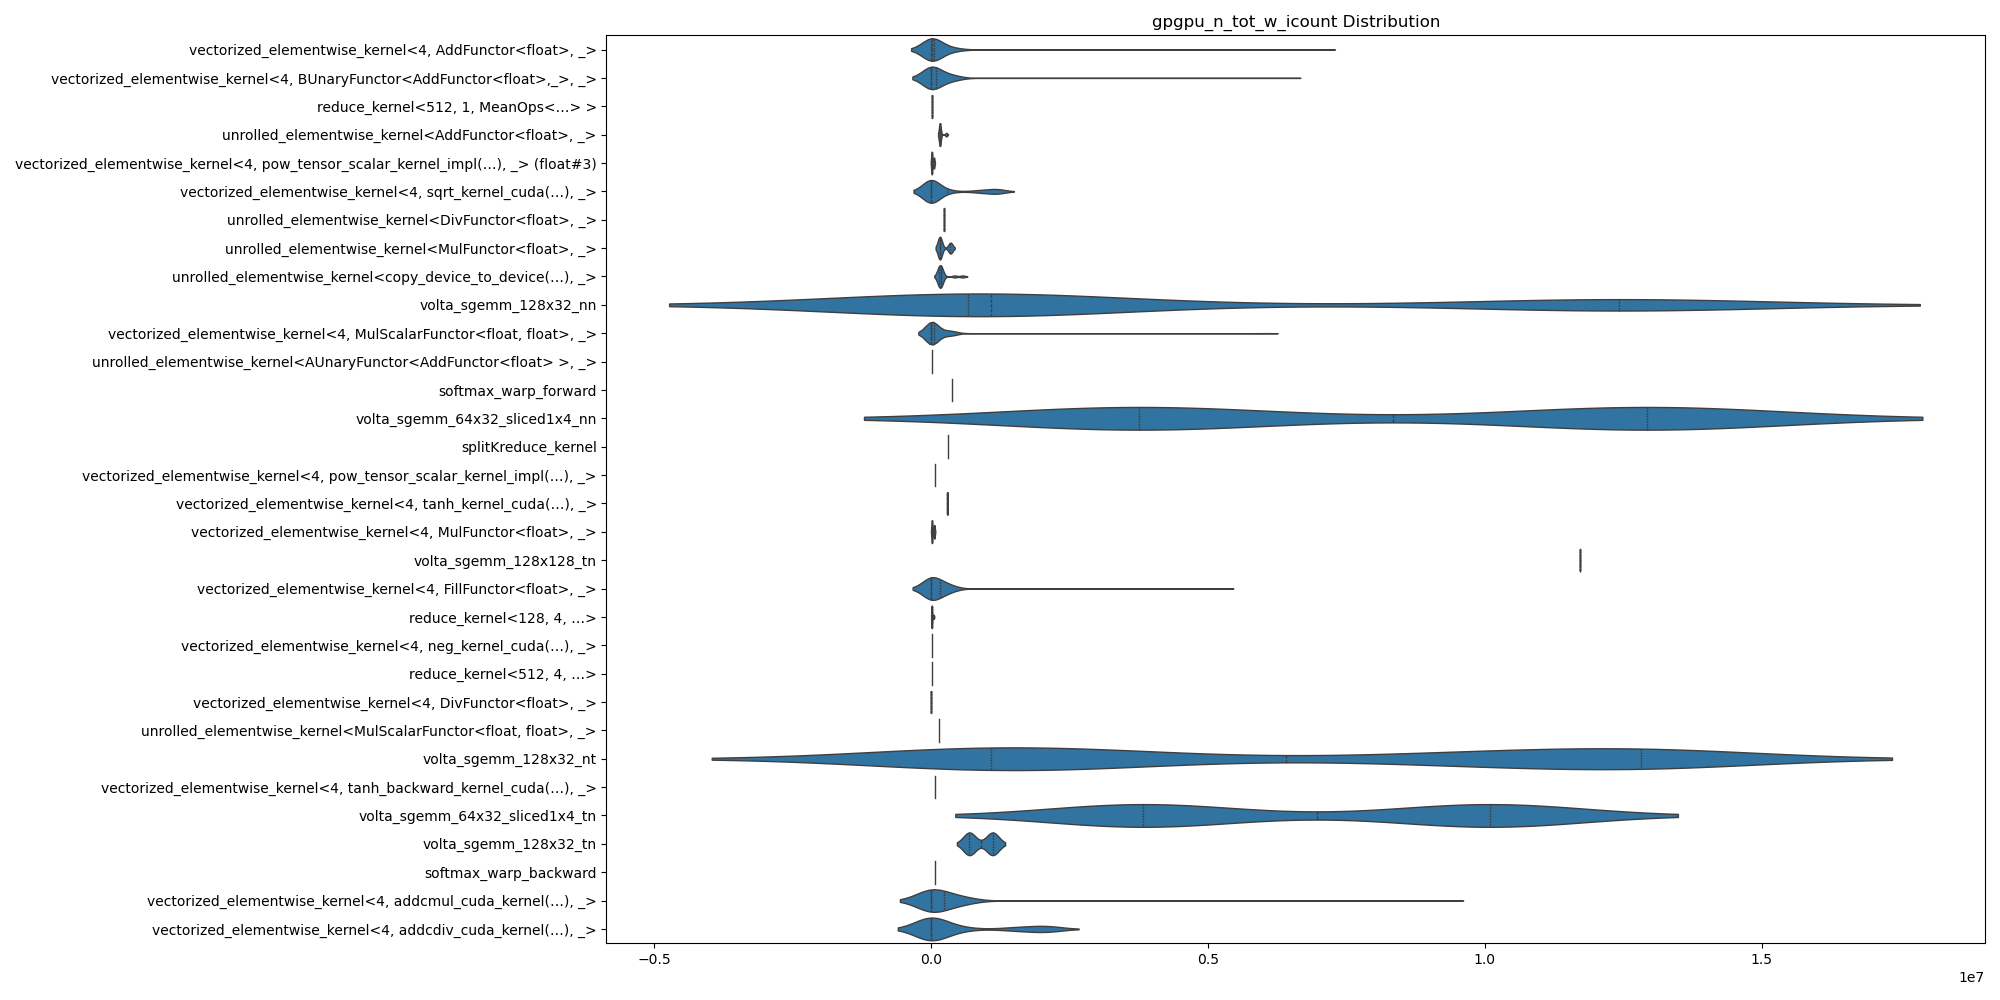 gpgpu_n_tot_w_icount Distribution
vectorized_elementwise_kernel<4, AddFunctor<float>, _>
vectorized_elementwise_kernel<4, BUnaryFunctor<AddFunctor<float>,_>, _>
reduce_kernel<512, 1, MeanOps<...> >
unrolled_elementwise_kernel<AddFunctor<float>, _>
vectorized_elementwise_kernel<4, pow_tensor_scalar_kernel_impl(...), _> (float#3)
vectorized_elementwise_kernel<4, sqrt_kernel_cuda(...), _>
unrolled_elementwise_kernel<DivFunctor<float>, _>
unrolled_elementwise_kernel<MulFunctor<float>, _>
unrolled_elementwise_kernel<copy_device_to_device(...), _>
volta_sgemm_128x32_nn
vectorized_elementwise_kernel<4, MulScalarFunctor<float, float>, _>
unrolled_elementwise_kernel<AUnaryFunctor<AddFunctor<float> >, _>
softmax_warp_forward
volta_sgemm_64x32_sliced1x4_nn
splitKreduce_kernel
vectorized_elementwise_kernel<4, pow_tensor_scalar_kernel_impl(...), _>
vectorized_elementwise_kernel<4, tanh_kernel_cuda(...), _>
vectorized_elementwise_kernel<4, MulFunctor<float>, _>
volta_sgemm_128x128_tn
vectorized_elementwise_kernel<4, FillFunctor<float>, _>
reduce_kernel<128, 4, ...>
vectorized_elementwise_kernel<4, neg_kernel_cuda(...), _>
reduce_kernel<512, 4, ...>
vectorized_elementwise_kernel<4, DivFunctor<float>, _>
unrolled_elementwise_kernel<MulScalarFunctor<float, float>, _>
volta_sgemm_128x32_nt
vectorized_elementwise_kernel<4, tanh_backward_kernel_cuda(...), _>
volta_sgemm_64x32_sliced1x4_tn
volta_sgemm_128x32_tn
softmax_warp_backward
vectorized_elementwise_kernel<4, addcmul_cuda_kernel(...), _>
vectorized_elementwise_kernel<4, addcdiv_cuda_kernel(...), _>
−0.5 0.0 0.5 1.0 1.5
1e7